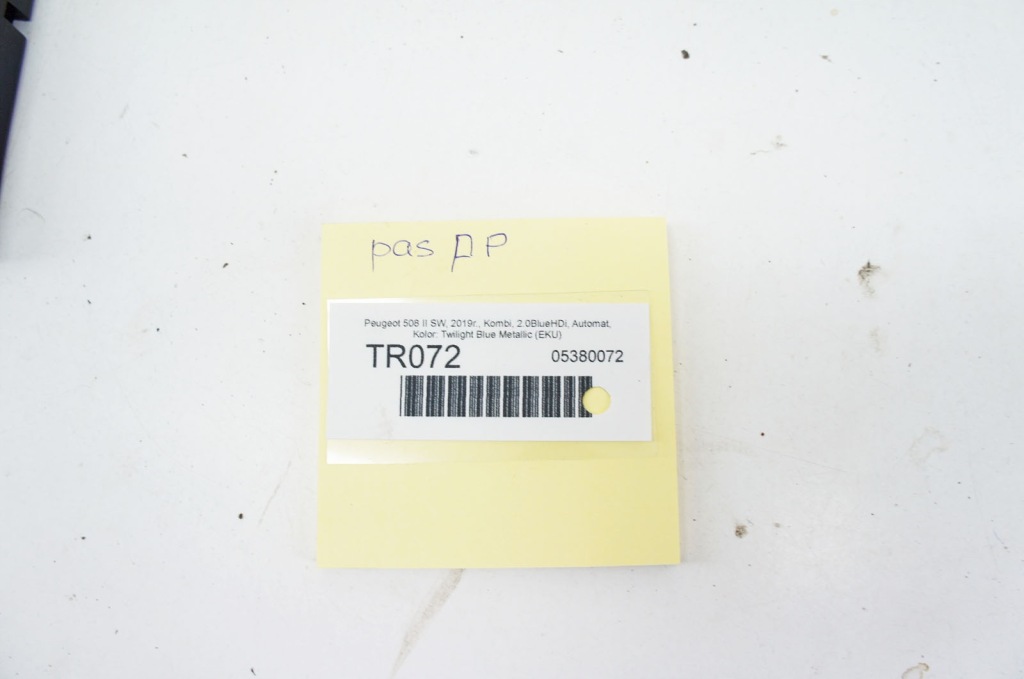 pas PP
Peugeot 508 II SW, 2019r., Kombi, 2.0BlueHDi, Automat,
Kolor; Twilight Blue Metallic (EKU)
TR072 05380072